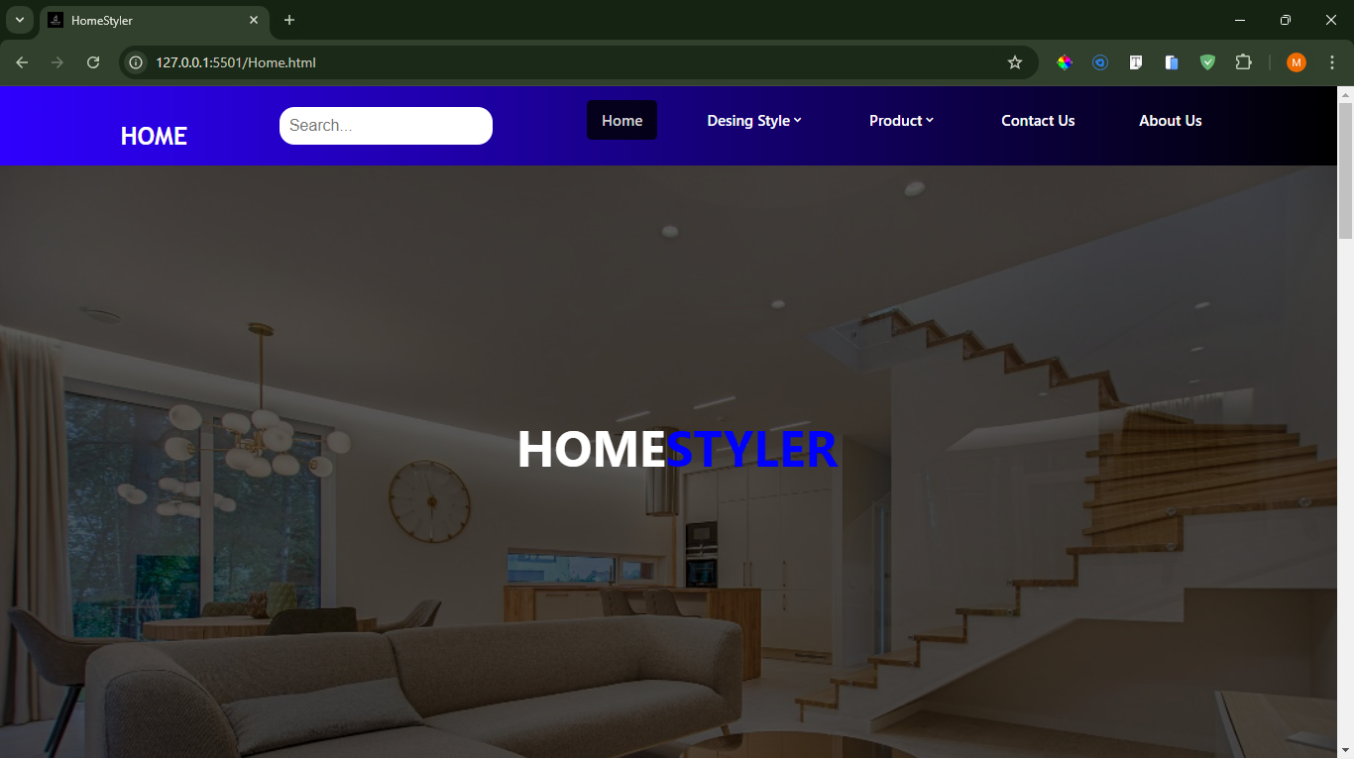 HomeStyler
127.0.0.1:5501/Home.html
M
HOME
Search...
Home
Desing Style
Product
Contact Us
About Us
HOMESTYLER